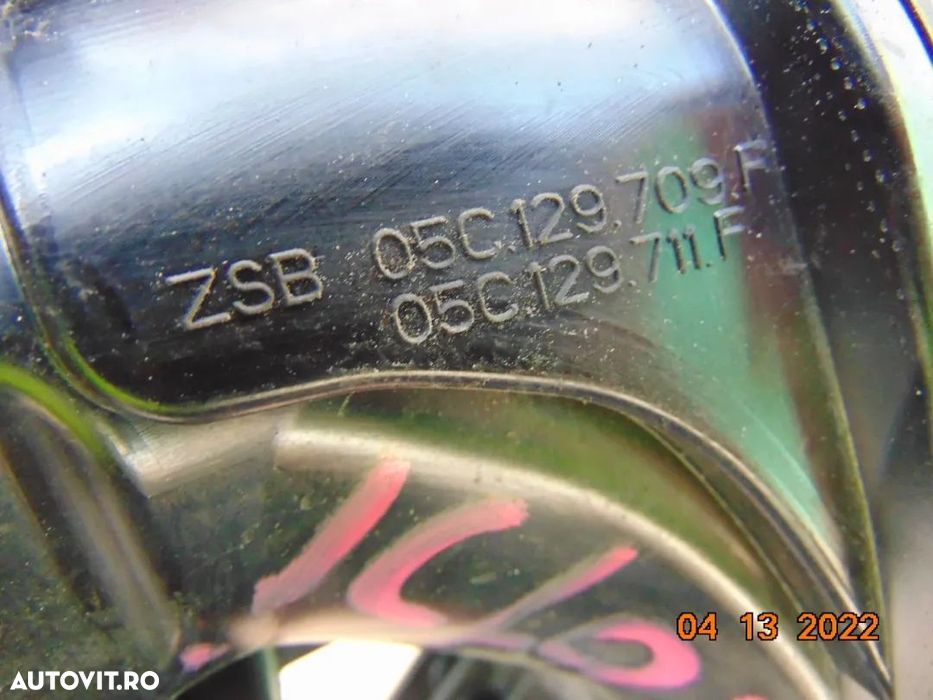 ZSB 05C.129.709.F
05C.129.711.F
04 13 2022
AUTOVIT.RO